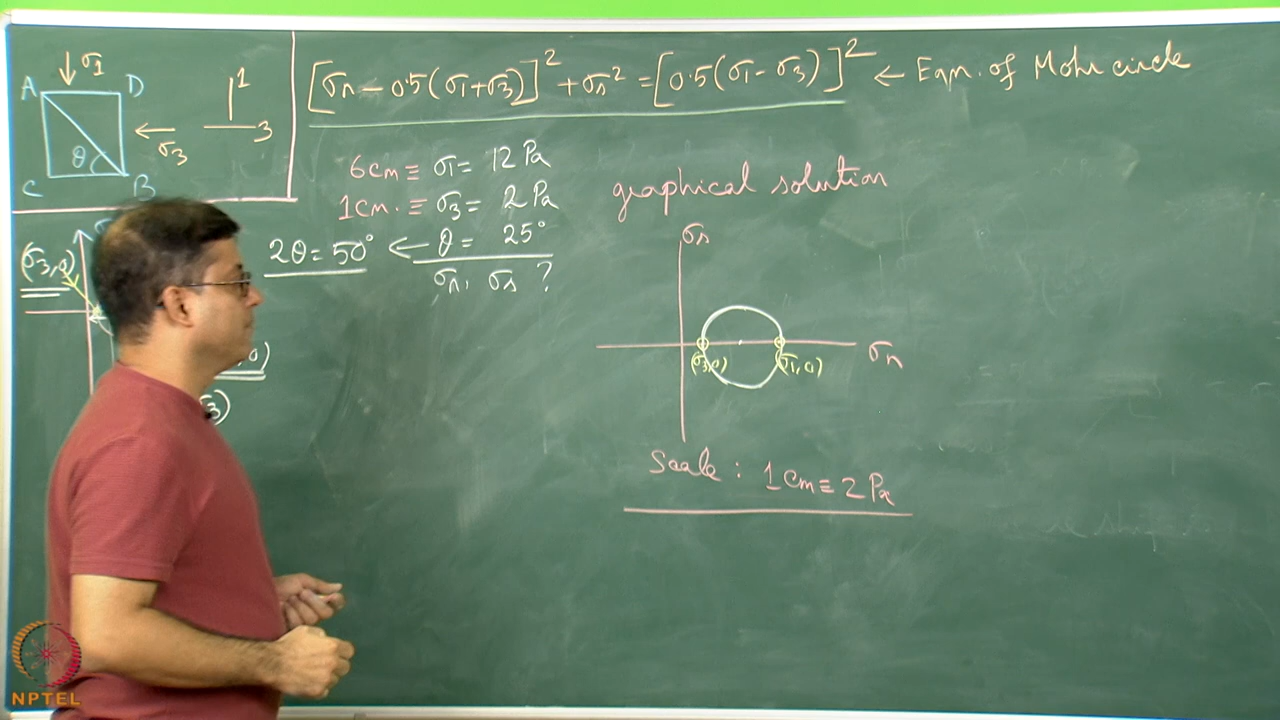 [σn - 0.5(σ1+σ3)]² + σs² = [0.5(σ1-σ3)]² ← Eqn. of Mohr circle
↓ σ1
A D
← σ3
θ
C B
1
3
6cm ≡ σ1 = 12 Pa
1cm. ≡ σ3 = 2 Pa
2θ = 50° ← θ = 25°
σn, σs ?
graphical solution
σs
(σ3,0) (σ1,0) σn
Scale : 1cm ≡ 2 Pa
(σ3,0)
NPTEL